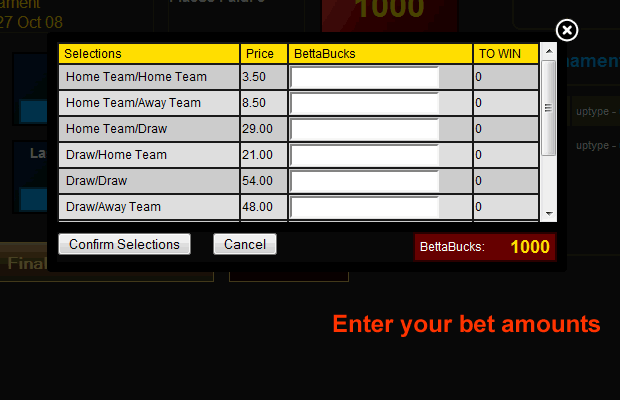 ament
27 Oct 08
1000
Selections Price BettaBucks TO WIN
Home Team/Home Team 3.50 0
Home Team/Away Team 8.50 0
Home Team/Draw 29.00 0
Draw/Home Team 21.00 0
Draw/Draw 54.00 0
Draw/Away Team 48.00 0
Confirm Selections Cancel BettaBucks: 1000
nament
uptype -
La
uptype -
Final
Enter your bet amounts